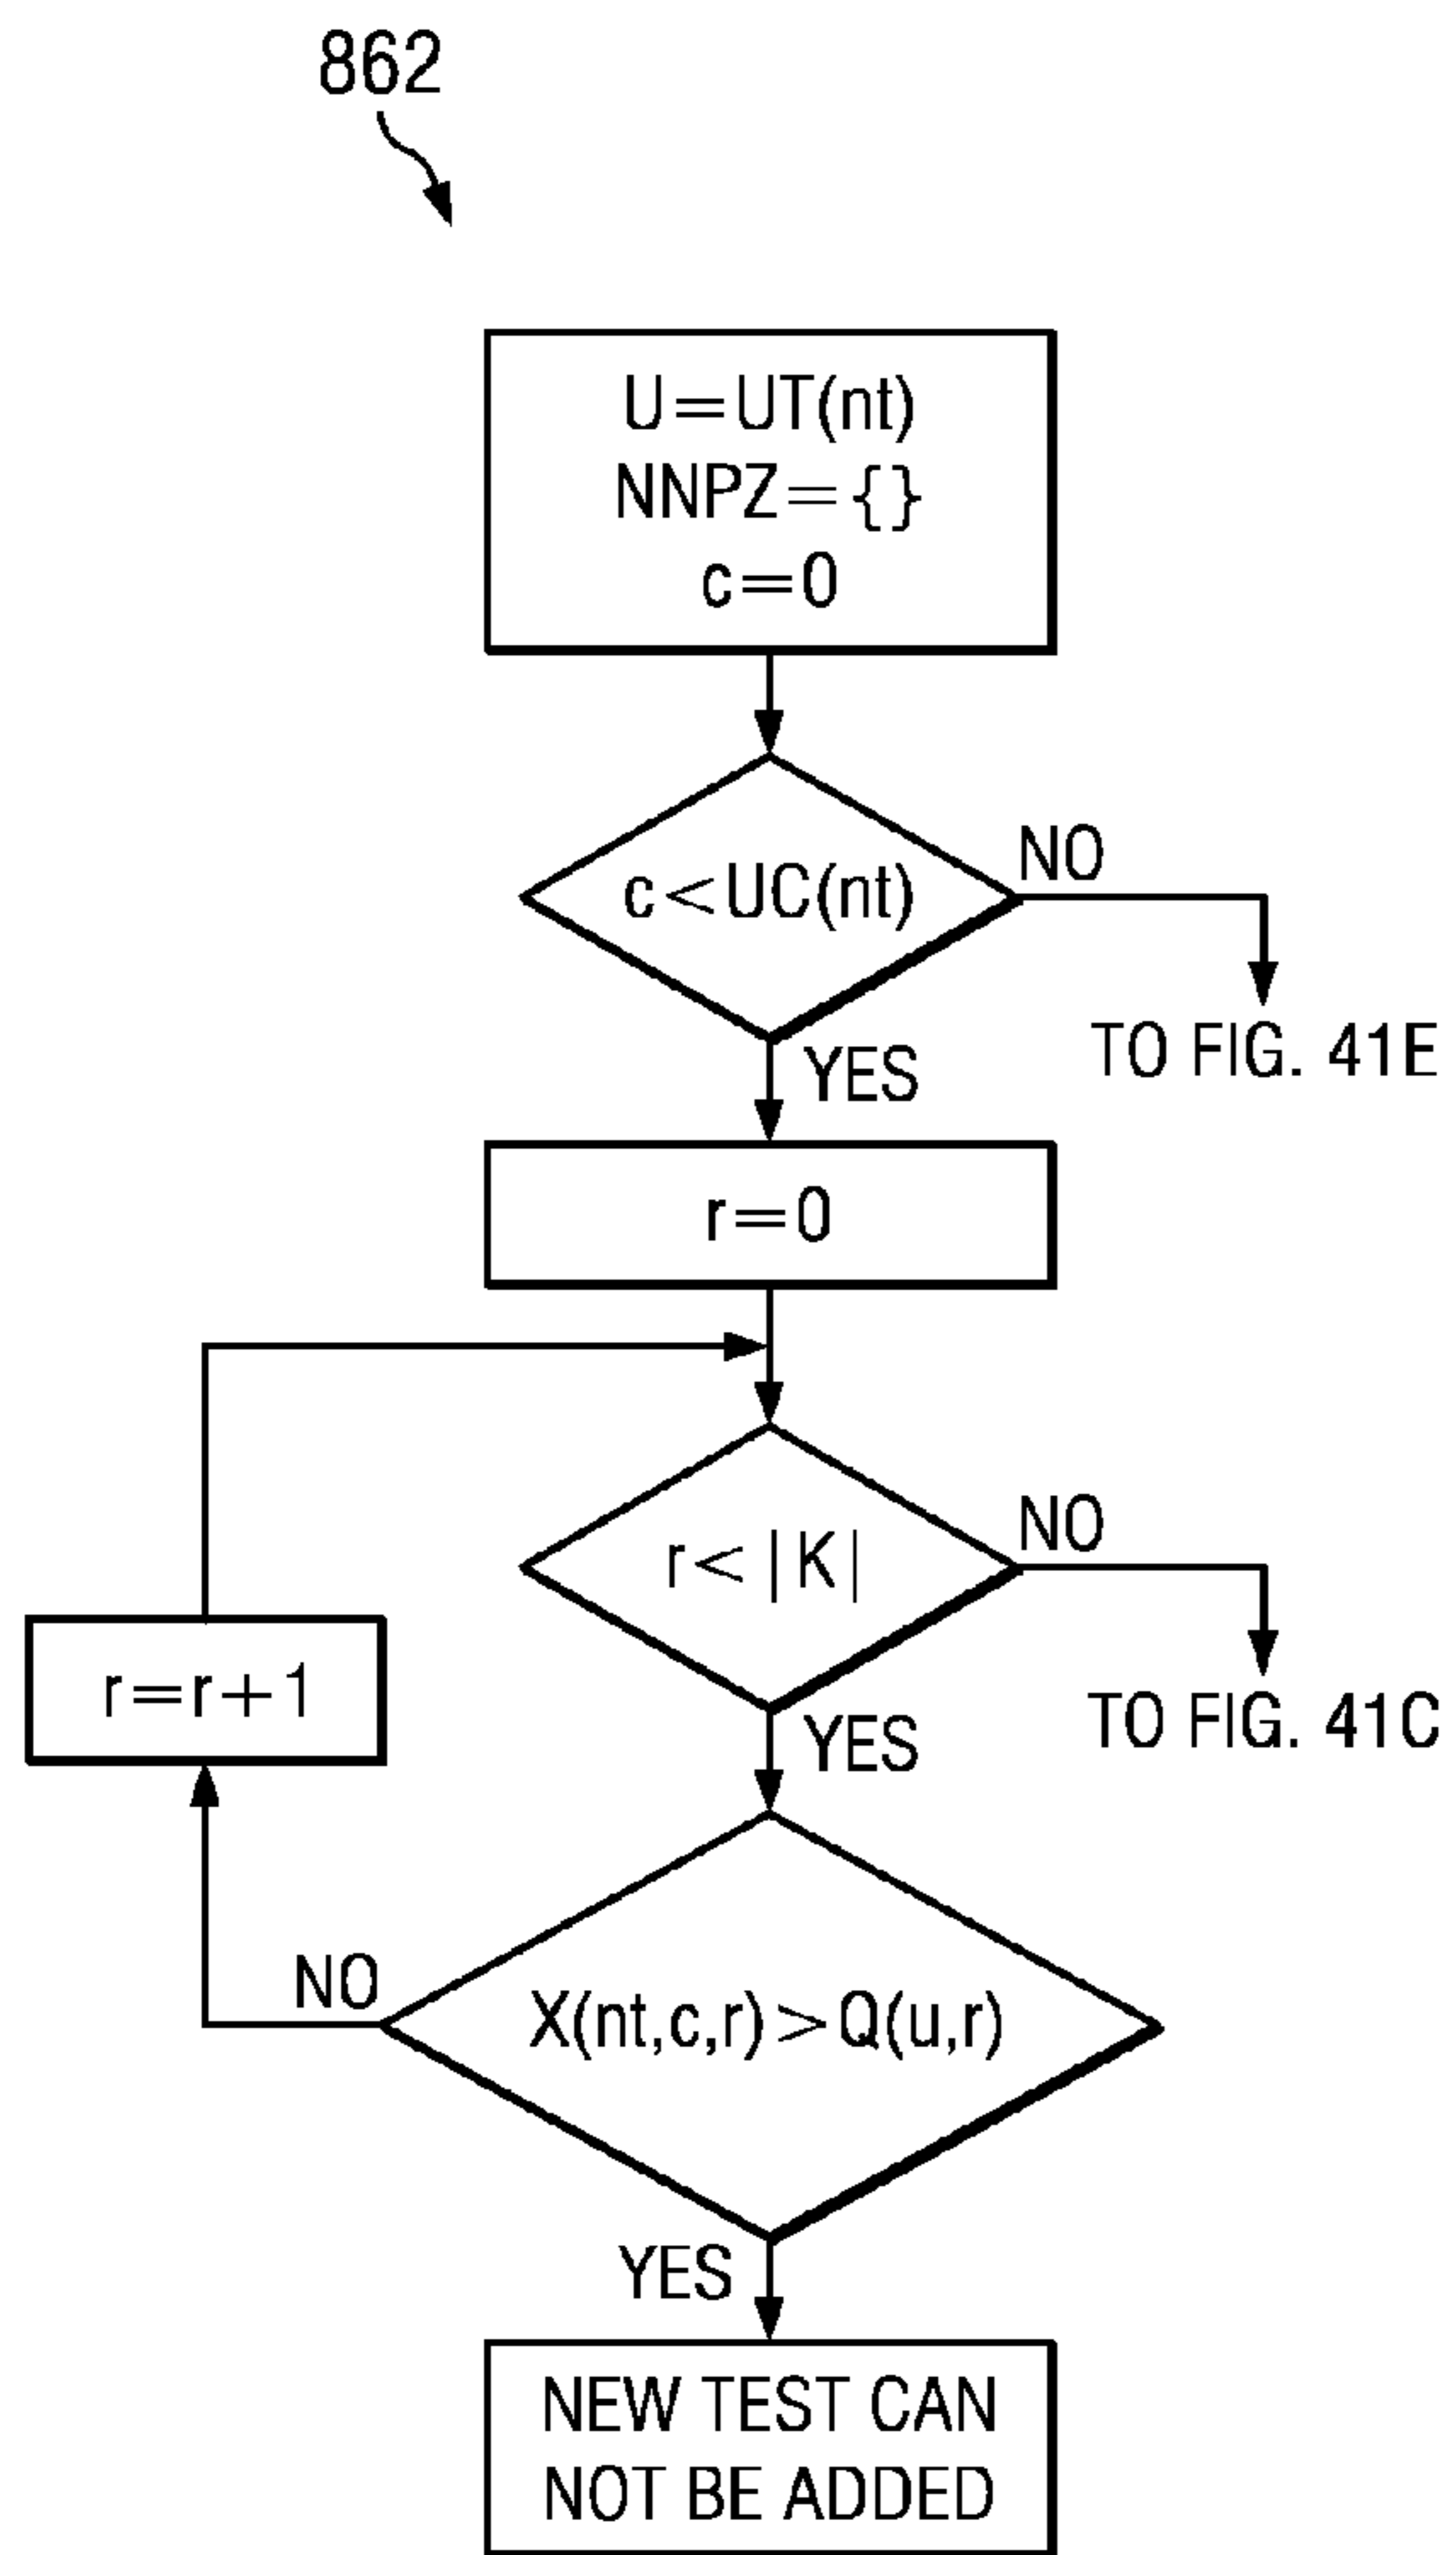 862
U=UT(nt)
NNPZ={}
c=0
c<UC(nt)
NO
TO FIG. 41E
YES
r=0
r<|K|
NO
TO FIG. 41C
r=r+1
YES
NO
X(nt,c,r)>Q(u,r)
YES
NEW TEST CAN
NOT BE ADDED